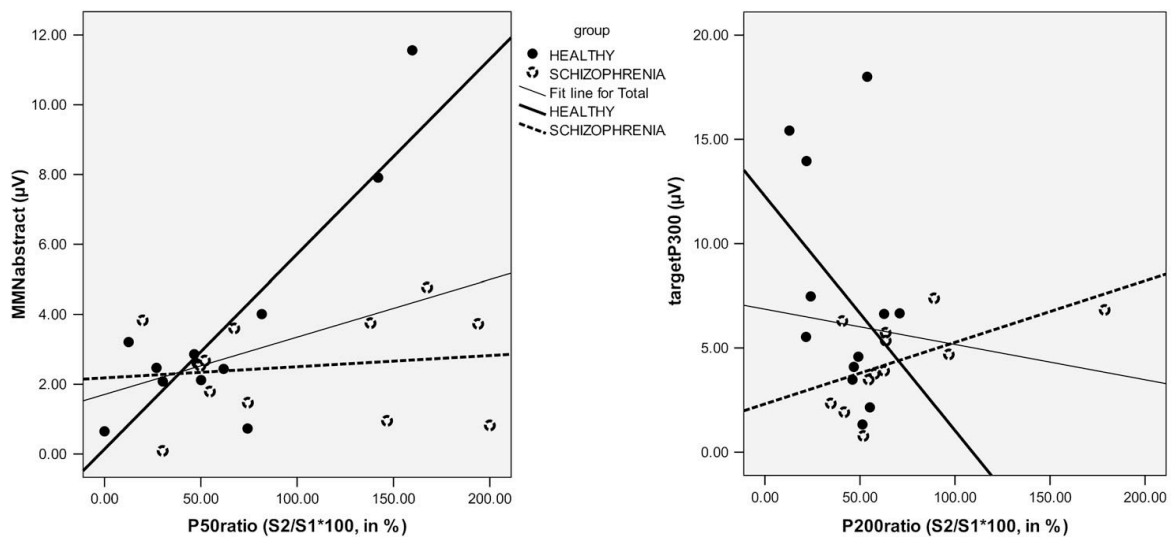 12.00
10.00
8.00
6.00
4.00
2.00
0.00
MMNabstract (µV)
0.00 50.00 100.00 150.00 200.00
P50ratio (S2/S1*100, in %)
group
HEALTHY
SCHIZOPHRENIA
Fit line for Total
HEALTHY
SCHIZOPHRENIA
20.00
15.00
10.00
5.00
0.00
targetP300 (µV)
0.00 50.00 100.00 150.00 200.00
P200ratio (S2/S1*100, in %)